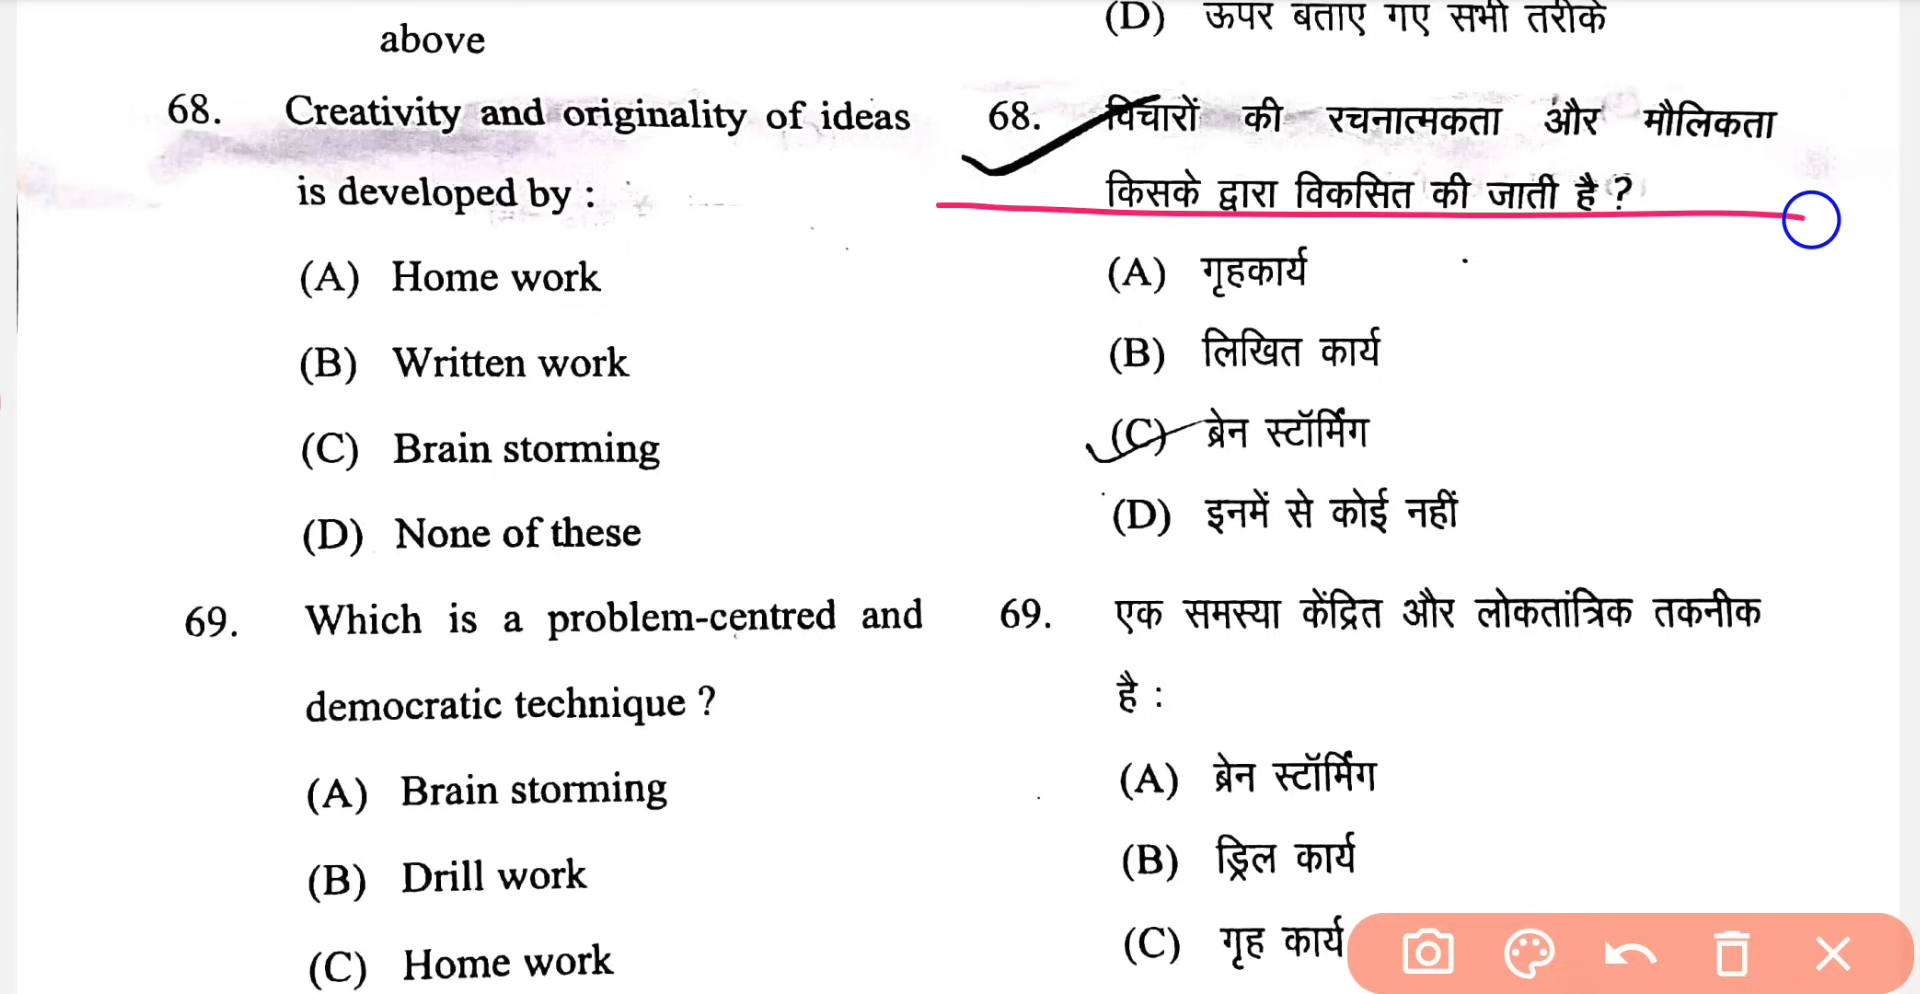 above
68. Creativity and originality of ideas
is developed by :
(A) Home work
(B) Written work
(C) Brain storming
(D) None of these
69. Which is a problem-centred and
democratic technique ?
(A) Brain storming
(B) Drill work
(C) Home work
(D) ऊपर बताए गए सभी तरीके
68. विचारों की रचनात्मकता और मौलिकता
किसके द्वारा विकसित की जाती है ?
(A) गृहकार्य
(B) लिखित कार्य
(C) ब्रेन स्टॉर्मिंग
(D) इनमें से कोई नहीं
69. एक समस्या केंद्रित और लोकतांत्रिक तकनीक
है :
(A) ब्रेन स्टॉर्मिंग
(B) ड्रिल कार्य
(C) गृह कार्य